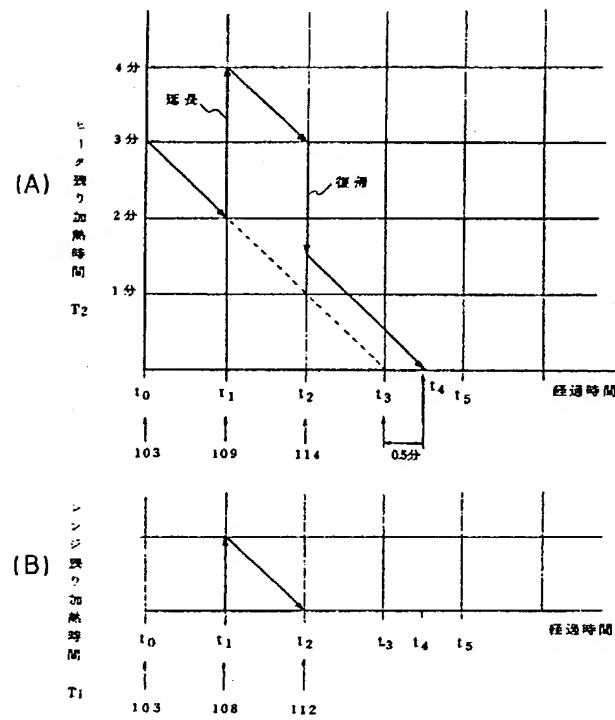 4分
延長
3分
(A)
ヒータ残り加熱時間
T2
復帰
2分
1分
t0 t1 t2 t3 t4 t5 経過時間
103 109 114 0.5分
(B)
レンジ残り加熱時間
T1
t0 t1 t2 t3 t4 t5 経過時間
103 108 112